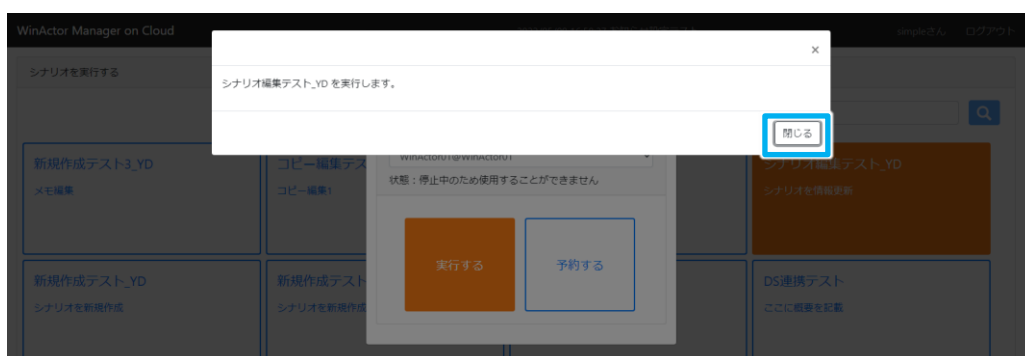 WinActor Manager on Cloud
simpleさん ログアウト
×
シナリオを実行する
シナリオ編集テスト_YD を実行します。
閉じる
新規作成テスト3_YD
メモ編集
コピー編集テス
コピー編集1
WinActor01@WinActor01
状態：停止中のため使用することができません
シナリオ編集テスト_YD
シナリオを情報更新
実行する
予約する
新規作成テスト_YD
シナリオを新規作成
新規作成テスト
シナリオを新規作成
DS連携テスト
ここに概要を記載